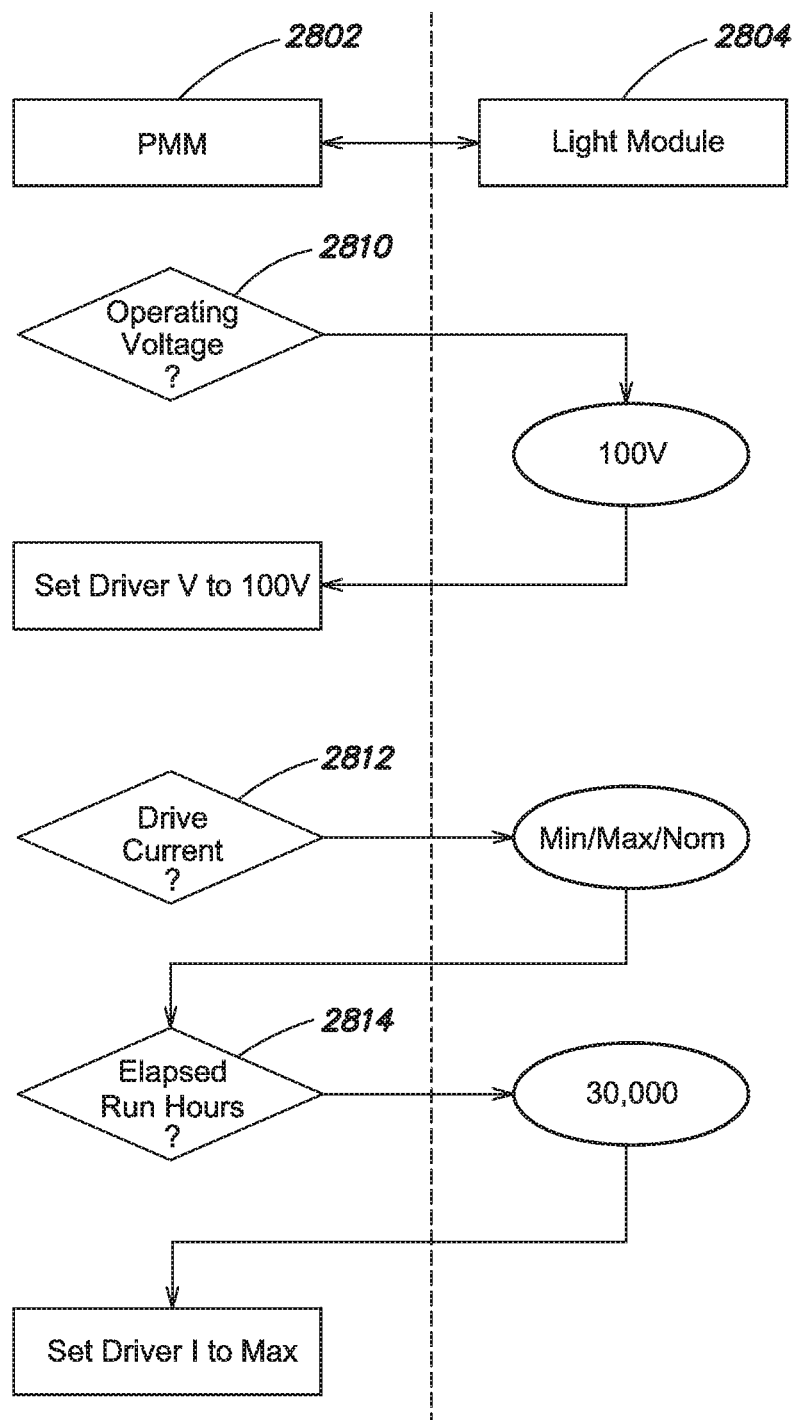 2802
2804
PMM
Light Module
2810
Operating
Voltage
?
100V
Set Driver V to 100V
2812
Drive
Current
?
Min/Max/Nom
2814
Elapsed
Run Hours
?
30,000
Set Driver I to Max